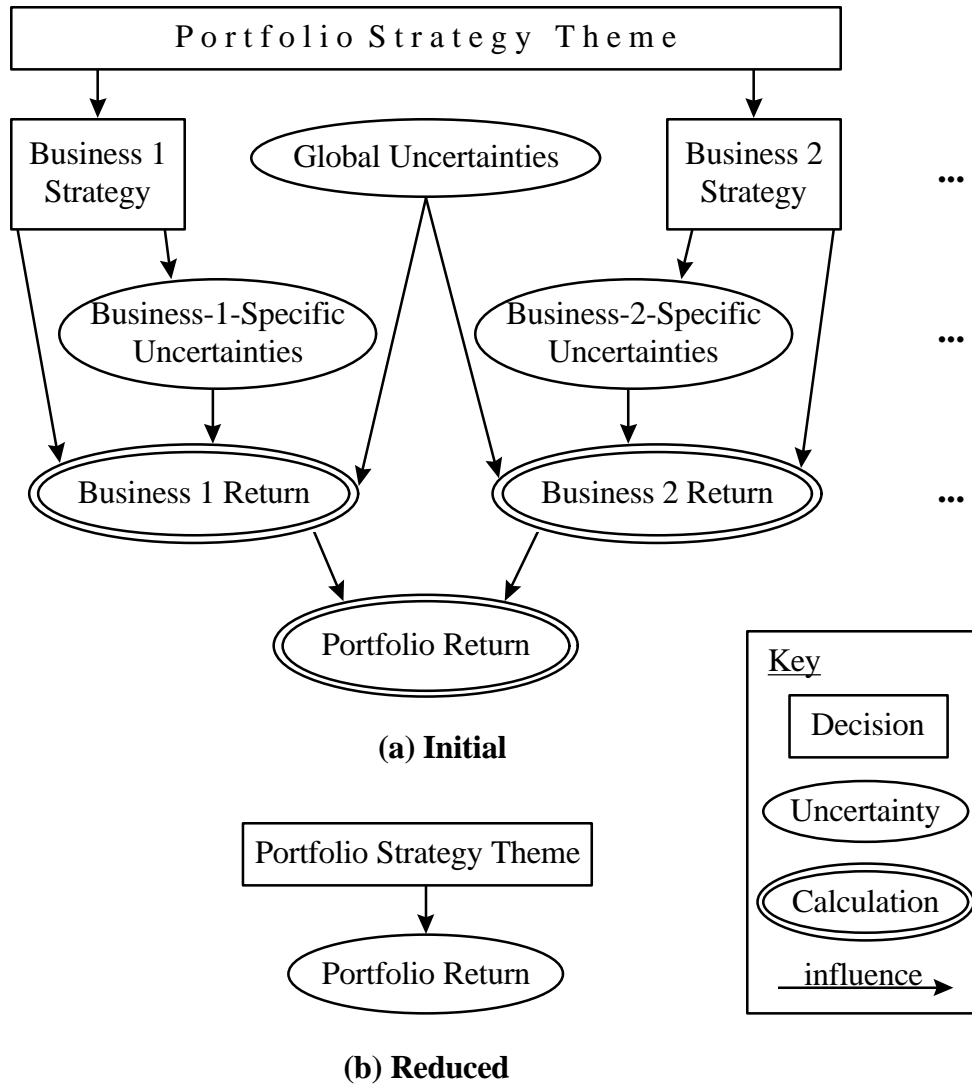 Portfolio Strategy Theme
Business 1
Strategy
Global Uncertainties
Business 2
Strategy
...
Business-1-Specific
Uncertainties
Business-2-Specific
Uncertainties
...
Business 1 Return
Business 2 Return
...
Portfolio Return
(a) Initial
Key
Decision
Uncertainty
Calculation
influence
Portfolio Strategy Theme
Portfolio Return
(b) Reduced